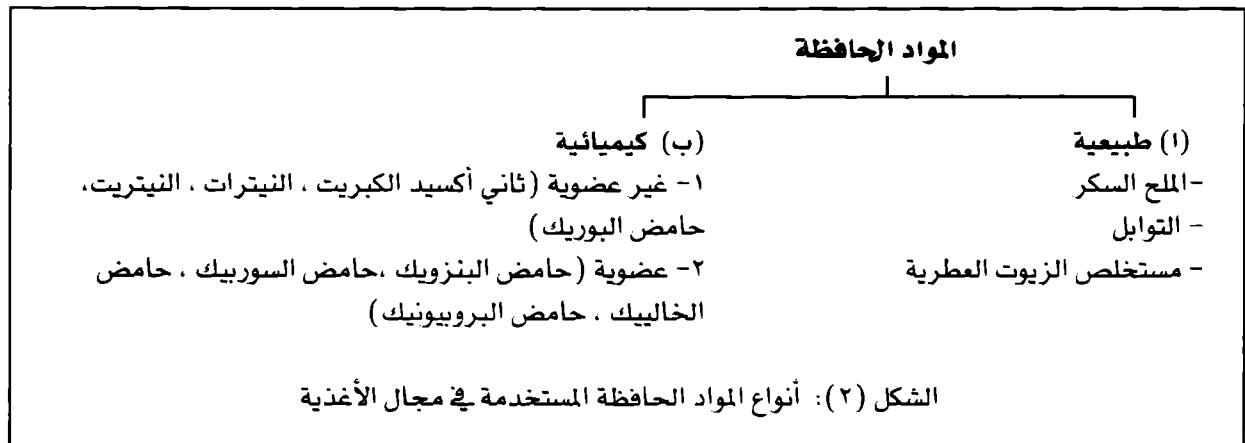 المواد الحافظة
(١) طبيعية
-الملح السكر
- التوابل
- مستخلص الزيوت العطرية
(ب) كيميائية
١- غير عضوية (ثاني أكسيد الكبريت ، النيترات ، النيتريت،
حامض البوريك)
٢- عضوية (حامض البنزويك ،حامض السوربيك ، حامض
الخالييك ، حامض البروبيونيك)
الشكل (٢): أنواع المواد الحافظة المستخدمة في مجال الأغذية